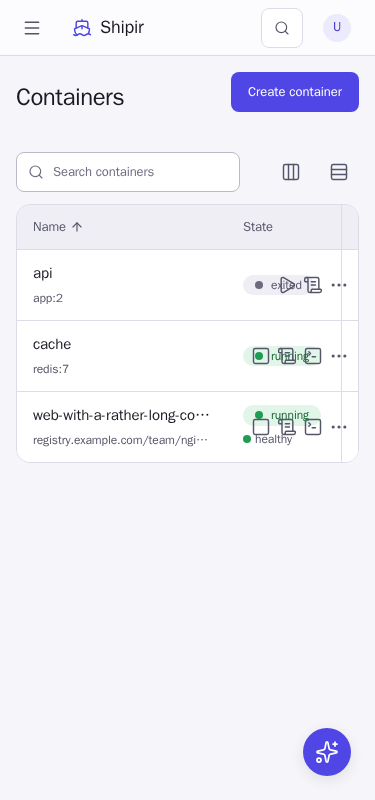 Shipir
U
Containers
Create container
Search containers
Name State
api
app:2
exited
cache
redis:7
running
web-with-a-rather-long-co···
registry.example.com/team/ngi···
running
healthy